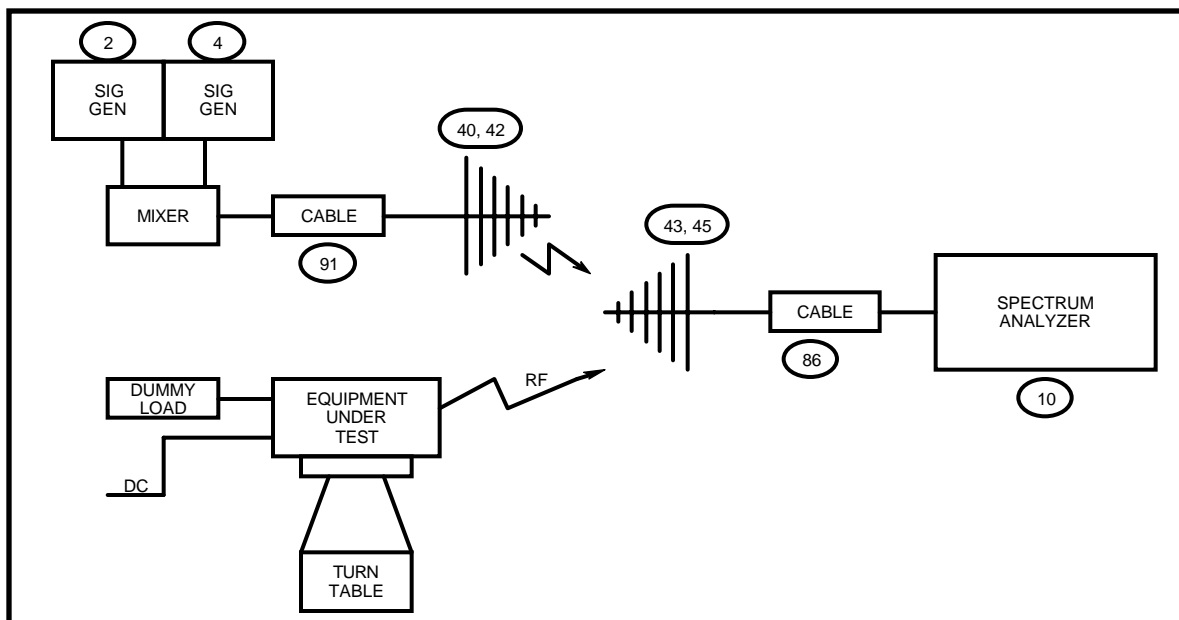 2
4
SIG
GEN
SIG
GEN
40, 42
MIXER
CABLE
91
43, 45
CABLE
86
SPECTRUM
ANALYZER
10
DUMMY
LOAD
EQUIPMENT
UNDER
TEST
RF
DC
TURN
TABLE